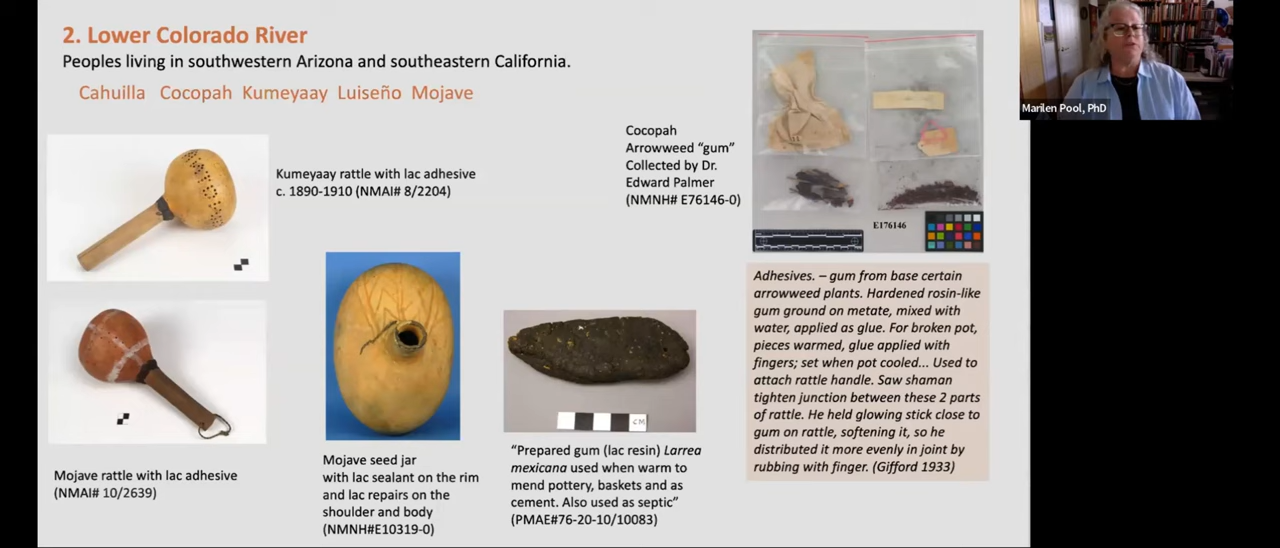 2. Lower Colorado River
Peoples living in southwestern Arizona and southeastern California.
Cahuilla Cocopah Kumeyaay Luiseño Mojave
Kumeyaay rattle with lac adhesive
c. 1890-1910 (NMAI# 8/2204)
Mojave rattle with lac adhesive
(NMAI# 10/2639)
Mojave seed jar
with lac sealant on the rim
and lac repairs on the
shoulder and body
(NMNH#E10319-0)
CM
"Prepared gum (lac resin) Larrea
mexicana used when warm to
mend pottery, baskets and as
cement. Also used as septic"
(PMAE#76-20-10/10083)
Cocopah
Arrowweed "gum"
Collected by Dr.
Edward Palmer
(NMNH# E76146-0)
E176146
Adhesives. – gum from base certain
arrowweed plants. Hardened rosin-like
gum ground on metate, mixed with
water, applied as glue. For broken pot,
pieces warmed, glue applied with
fingers; set when pot cooled... Used to
attach rattle handle. Saw shaman
tighten junction between these 2 parts
of rattle. He held glowing stick close to
gum on rattle, softening it, so he
distributed it more evenly in joint by
rubbing with finger. (Gifford 1933)
Marilen Pool, PhD